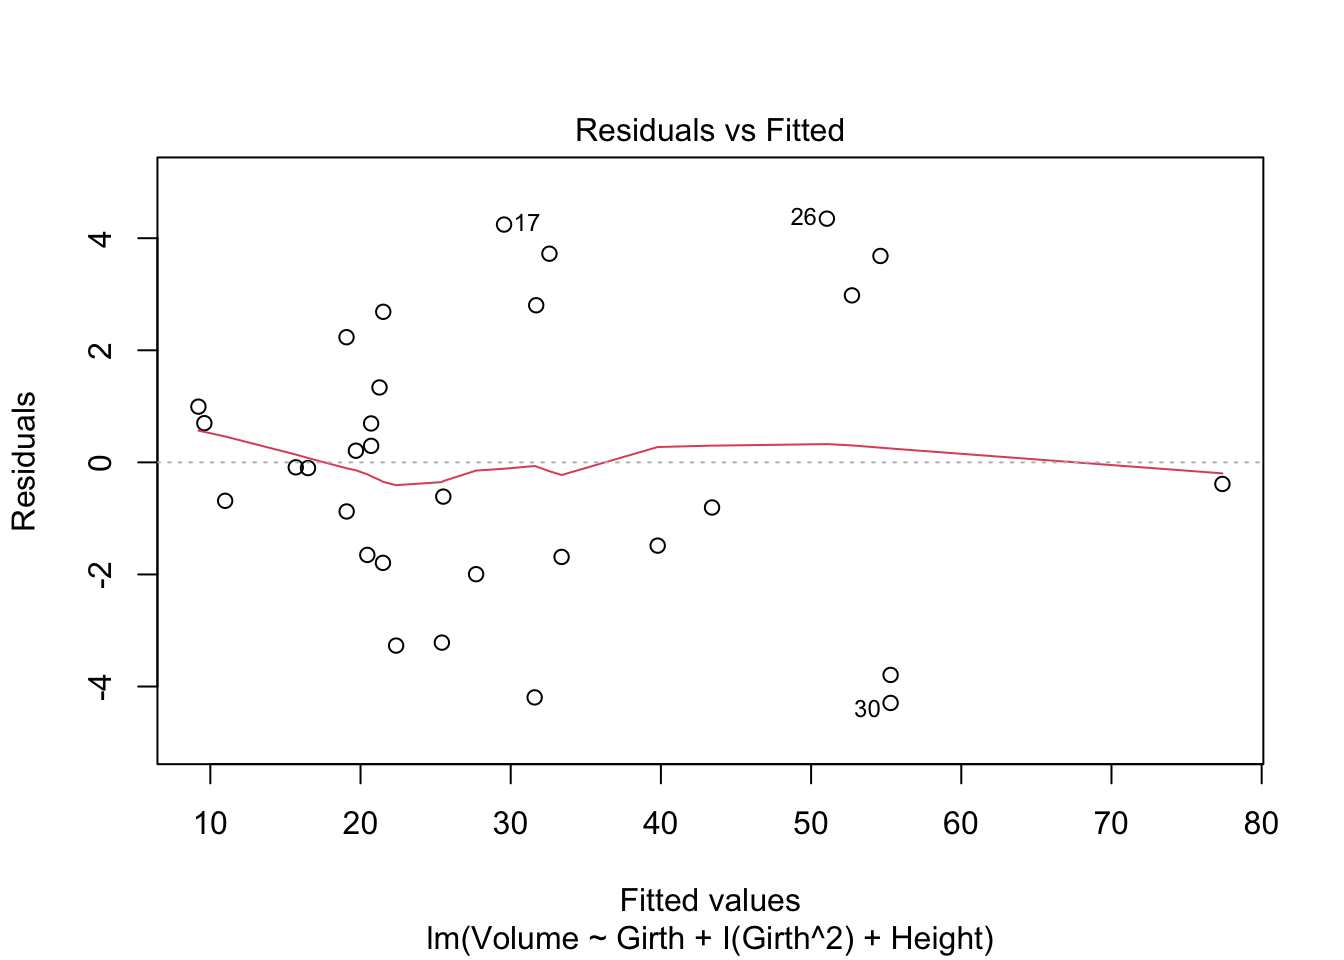 Residuals vs Fitted
Residuals
4
2
0
-2
-4
17
26
30
10 20 30 40 50 60 70 80
Fitted values
lm(Volume ~ Girth + I(Girth^2) + Height)